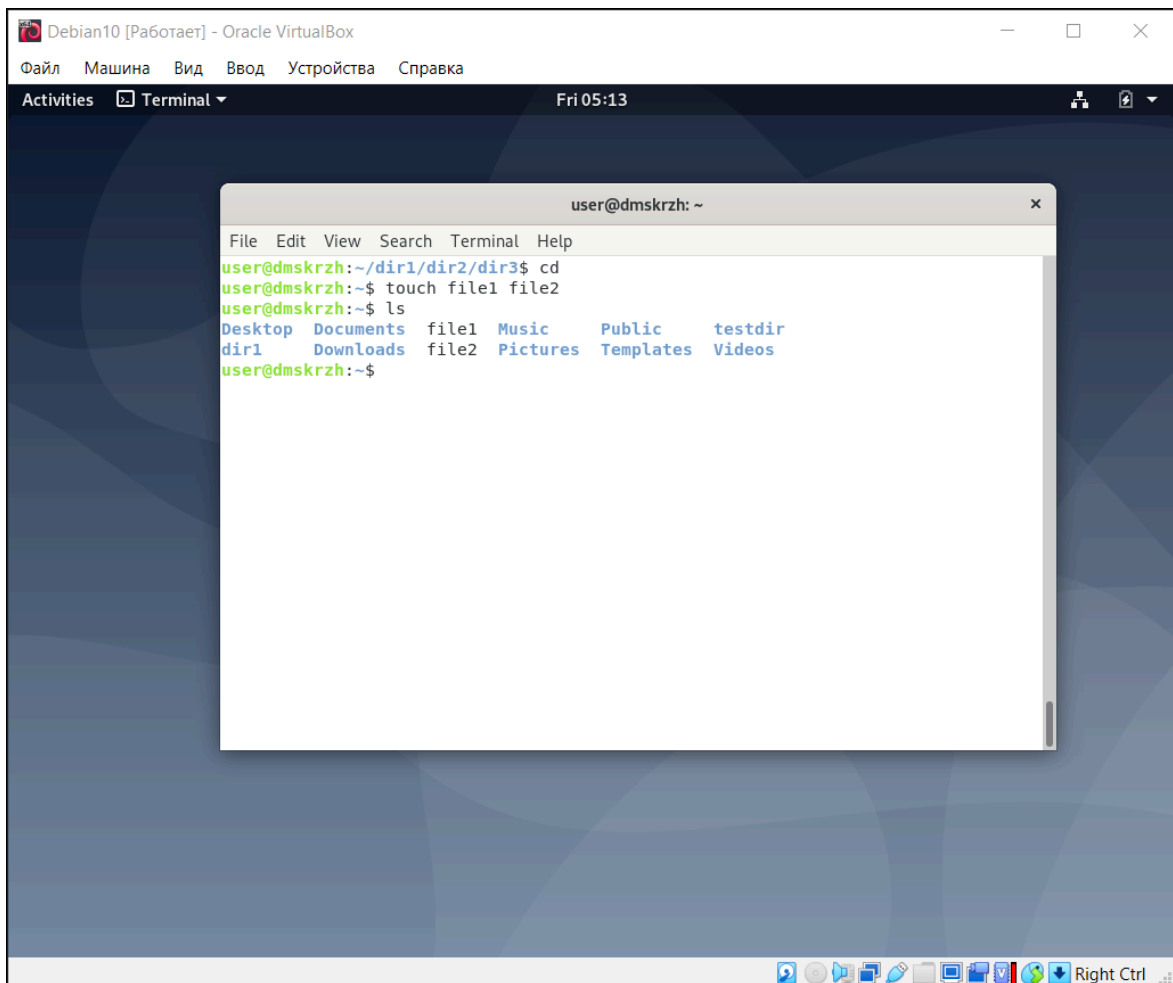 Debian10 [Работает] - Oracle VirtualBox
Файл Машина Вид Ввод Устройства Справка
Activities Terminal Fri 05:13
user@dmskrzh: ~
File Edit View Search Terminal Help
user@dmskrzh:~/dir1/dir2/dir3$ cd
user@dmskrzh:~$ touch file1 file2
user@dmskrzh:~$ ls
Desktop Documents file1 Music Public testdir
dir1 Downloads file2 Pictures Templates Videos
user@dmskrzh:~$
Right Ctrl